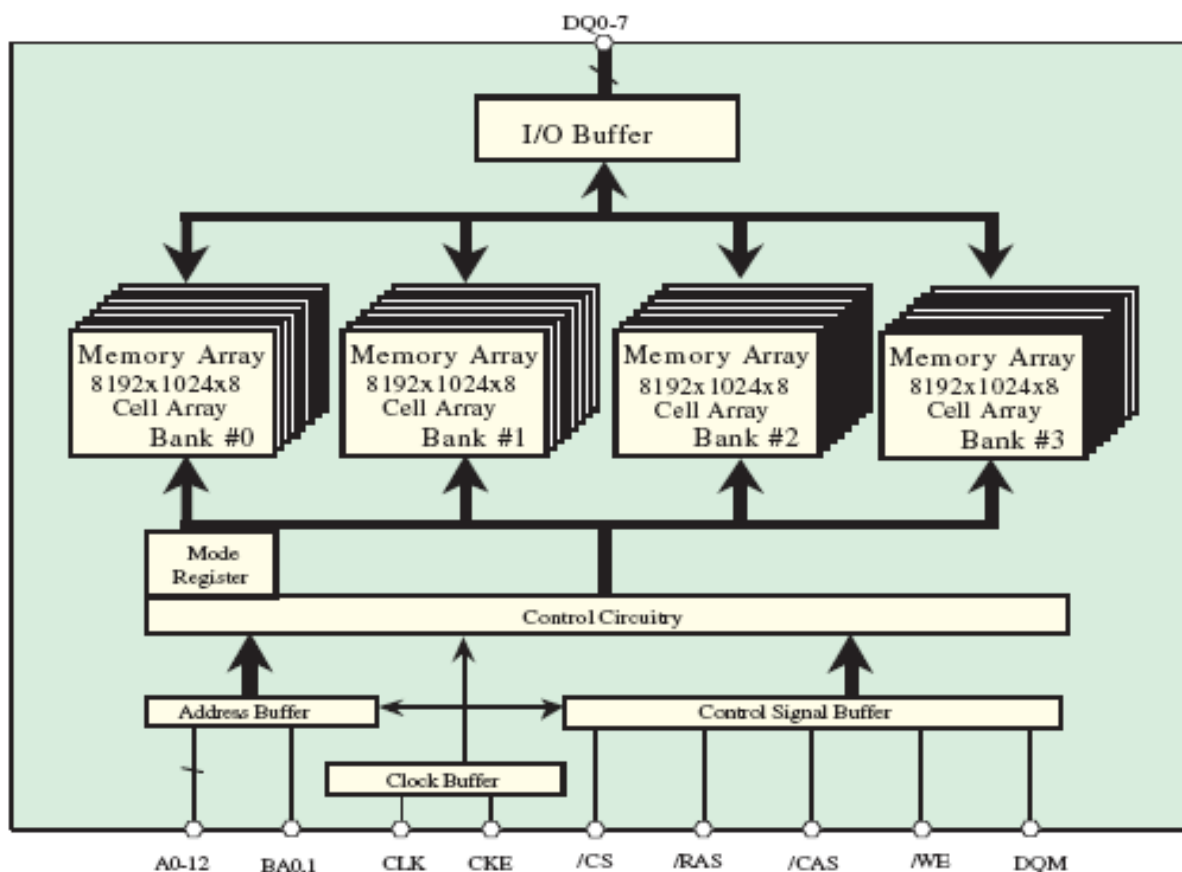 DQ0-7
I/O Buffer
Memory Array
8192x1024x8
Cell Array
Bank #0
Memory Array
8192x1024x8
Cell Array
Bank #1
Memory Array
8192x1024x8
Cell Array
Bank #2
Memory Array
8192x1024x8
Cell Array
Bank #3
Mode
Register
Control Circuitry
Address Buffer
Control Signal Buffer
Clock Buffer
A0-12
BA0,1
CLK
CKE
/CS
/RAS
/CAS
/WE
DQM